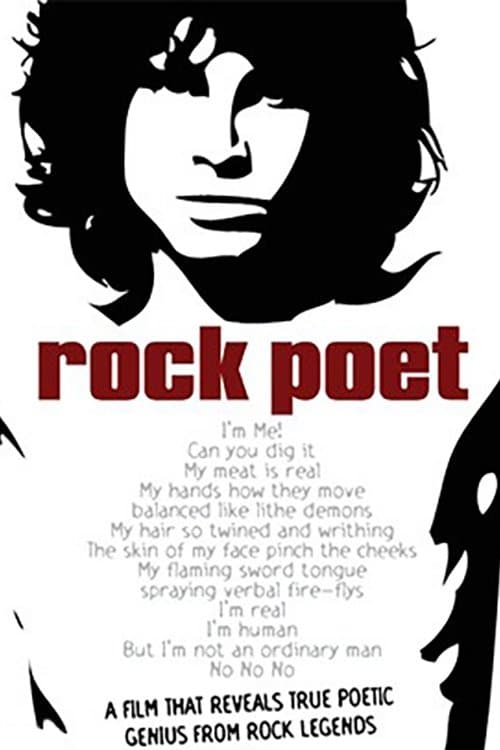 rock poet
I'm Me!
Can you dig it
My meat is real
My hands how they move
balanced like lithe demons
My hair so twined and writhing
The skin of my face pinch the cheeks
My flaming sword tongue
spraying verbal fire-flys
I'm real
I'm human
But I'm not an ordinary man
No No No
A FILM THAT REVEALS TRUE POETIC
GENIUS FROM ROCK LEGENDS